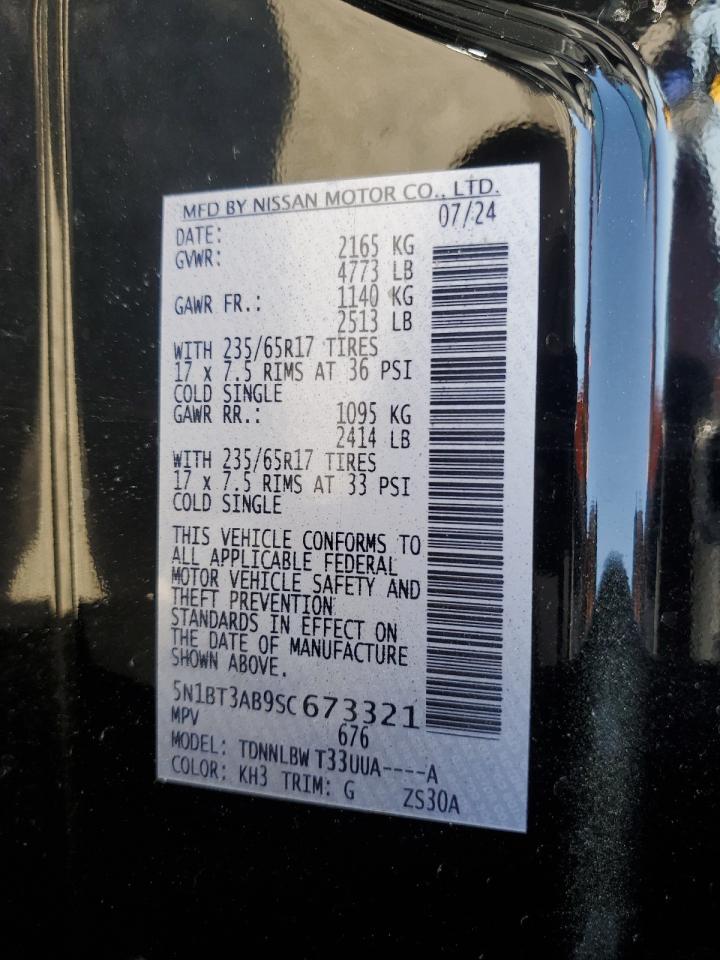 MFD BY NISSAN MOTOR CO., LTD.
DATE: 07/24
GVWR: 2165 KG
4773 LB
GAWR FR.: 1140 KG
2513 LB
WITH 235/65R17 TIRES
17 x 7.5 RIMS AT 36 PSI
COLD SINGLE
GAWR RR.: 1095 KG
2414 LB
WITH 235/65R17 TIRES
17 x 7.5 RIMS AT 33 PSI
COLD SINGLE
THIS VEHICLE CONFORMS TO
ALL APPLICABLE FEDERAL
MOTOR VEHICLE SAFETY AND
THEFT PREVENTION
STANDARDS IN EFFECT ON
THE DATE OF MANUFACTURE
SHOWN ABOVE.
5N1BT3AB9SC673321
MPV 676
MODEL: TDNNLBW T33UUA----A
COLOR: KH3 TRIM: G ZS30A